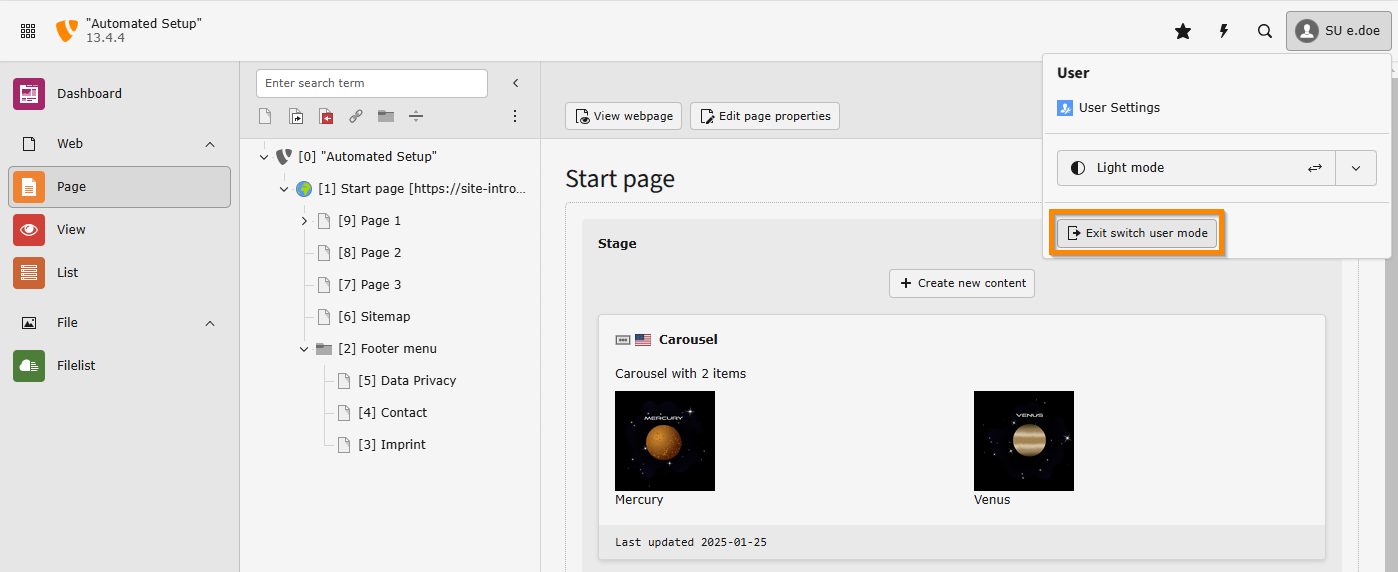 "Automated Setup"
13.4.4
SU e.doe
Dashboard
Web
Page
View
List
File
Filelist
Enter search term
[0] "Automated Setup"
[1] Start page [https://site-intro...
[9] Page 1
[8] Page 2
[7] Page 3
[6] Sitemap
[2] Footer menu
[5] Data Privacy
[4] Contact
[3] Imprint
View webpage
Edit page properties
Start page
Stage
Create new content
Carousel
Carousel with 2 items
MERCURY
VENUS
Mercury
Venus
Last updated 2025-01-25
User
User Settings
Light mode
Exit switch user mode